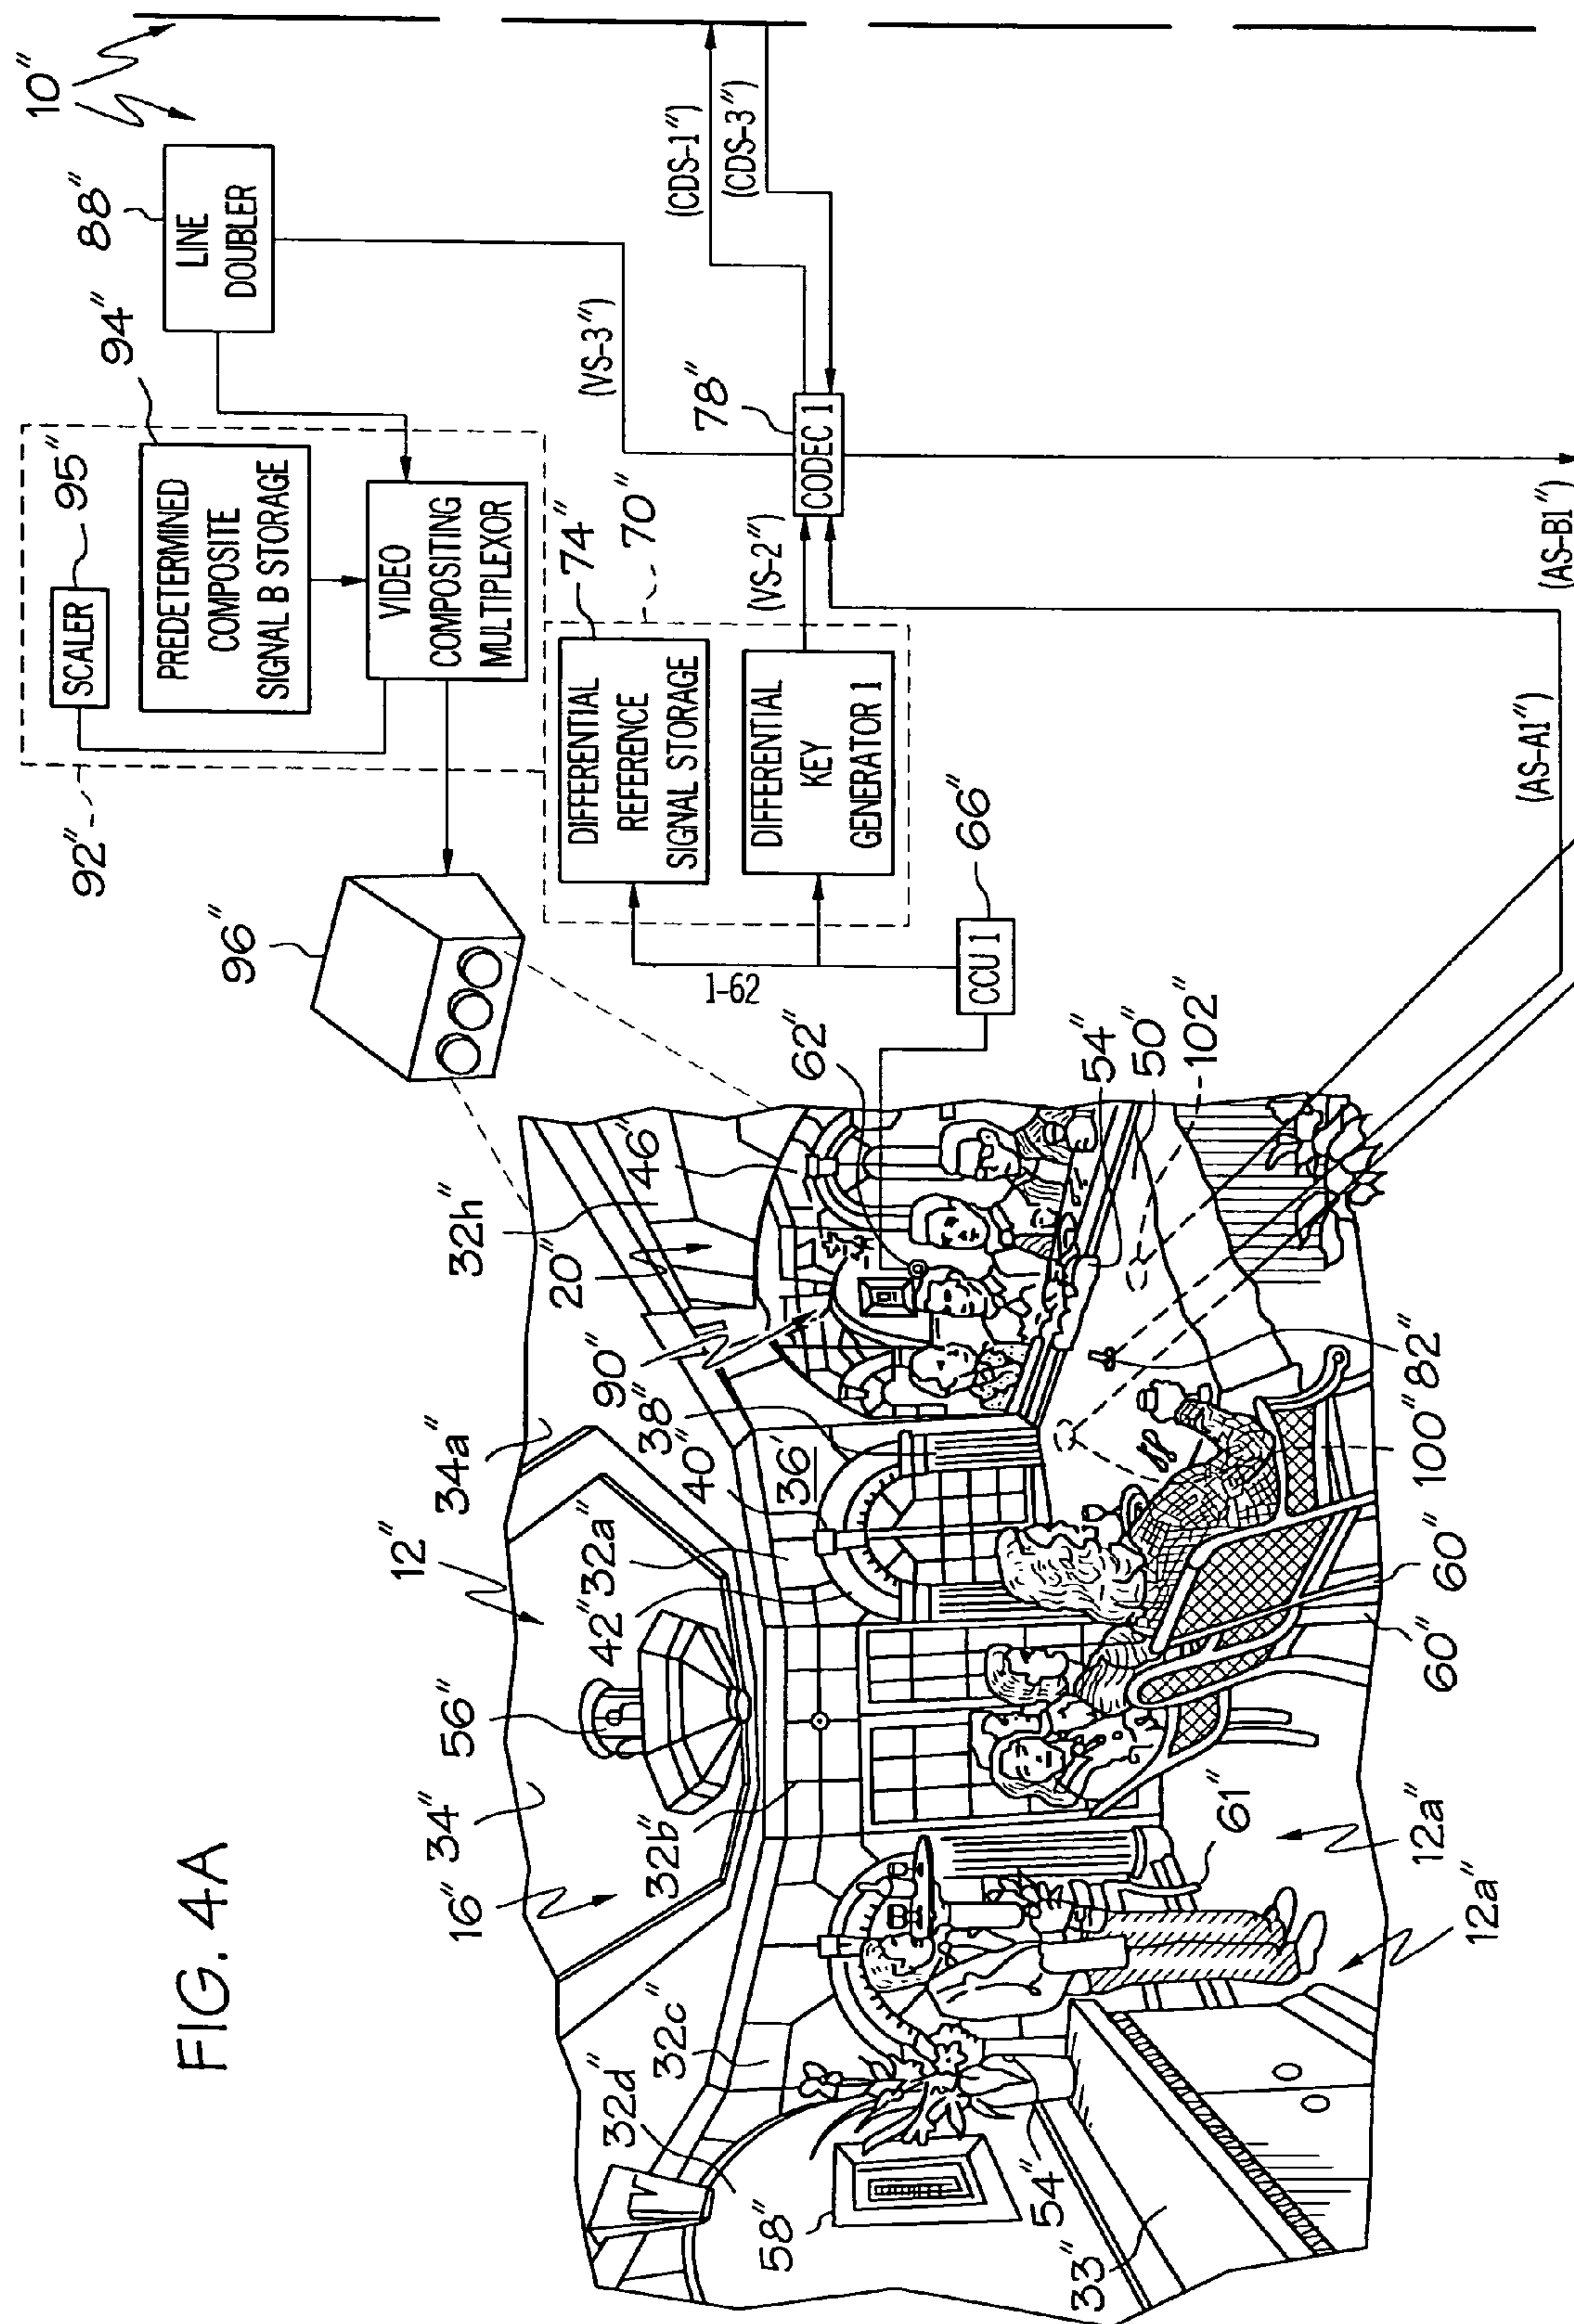 FIG. 4A
10"
88"
LINE
DOUBLER
94"
95"
SCALER
PREDETERMINED
COMPOSITE
SIGNAL B STORAGE
VIDEO
COMPOSITING
MULTIPLEXOR
92"
96"
(VS-3")
(CDS-1")
(CDS-3")
74"
70"
DIFFERENTIAL
REFERENCE
SIGNAL STORAGE
DIFFERENTIAL
KEY
GENERATOR 1
(VS-2")
78"
CODEC 1
1-62
CCU 1
66"
62"
(AS-A1")
(AS-B1")
16"
34"
56"
12"
34a"
32h"
20"
46"
90"
38"
40"
36'
32a"
42"
32b"
32c"
32d"
58"
54"
33"
61"
12a"
12a"
60"
60"
100"
82"
54"
50"
102"